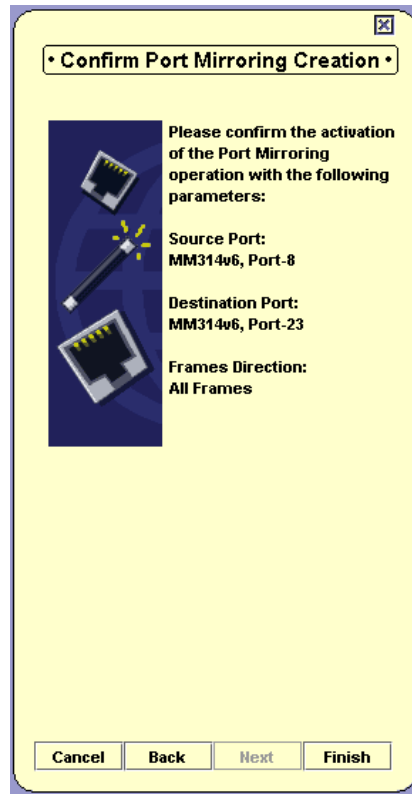 • Confirm Port Mirroring Creation •
Please confirm the activation
of the Port Mirroring
operation with the following
parameters:
Source Port:
MM314v6, Port-8
Destination Port:
MM314v6, Port-23
Frames Direction:
All Frames
Cancel Back Next Finish